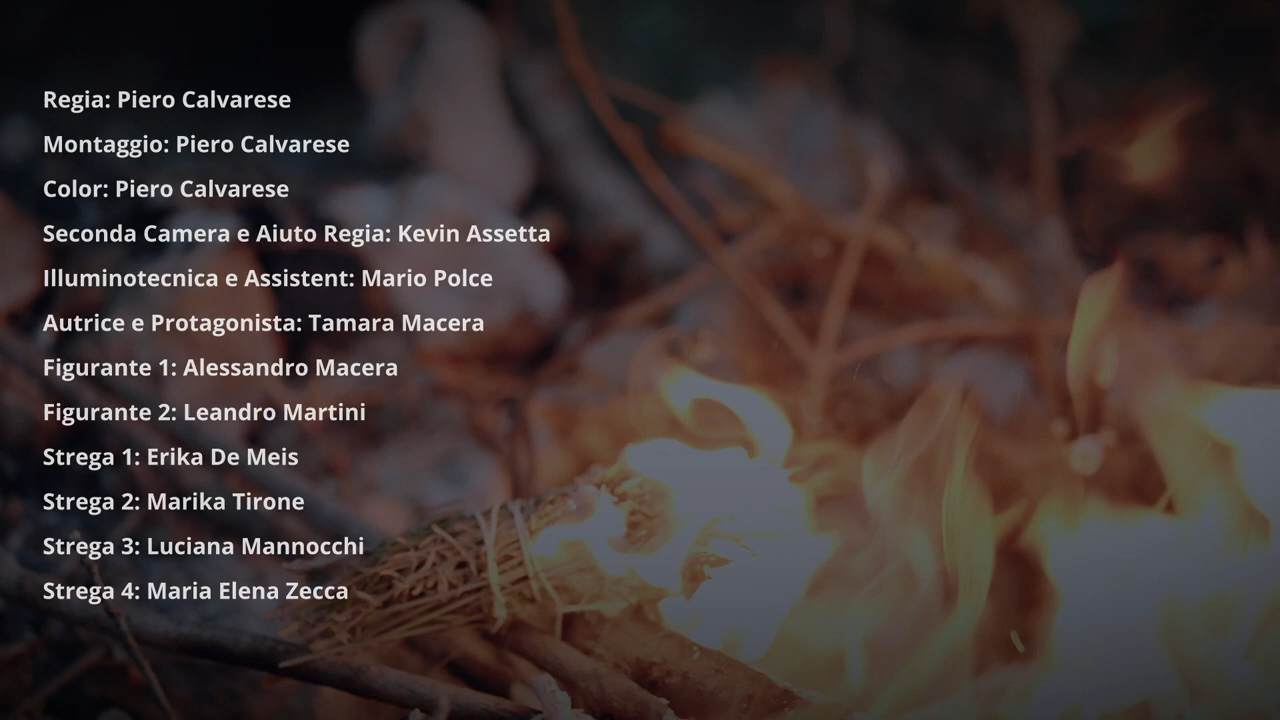 Regia: Piero Calvarese
Montaggio: Piero Calvarese
Color: Piero Calvarese
Seconda Camera e Aiuto Regia: Kevin Assetta
Illuminotecnica e Assistent: Mario Polce
Autrice e Protagonista: Tamara Macera
Figurante 1: Alessandro Macera
Figurante 2: Leandro Martini
Strega 1: Erika De Meis
Strega 2: Marika Tirone
Strega 3: Luciana Mannocchi
Strega 4: Maria Elena Zecca